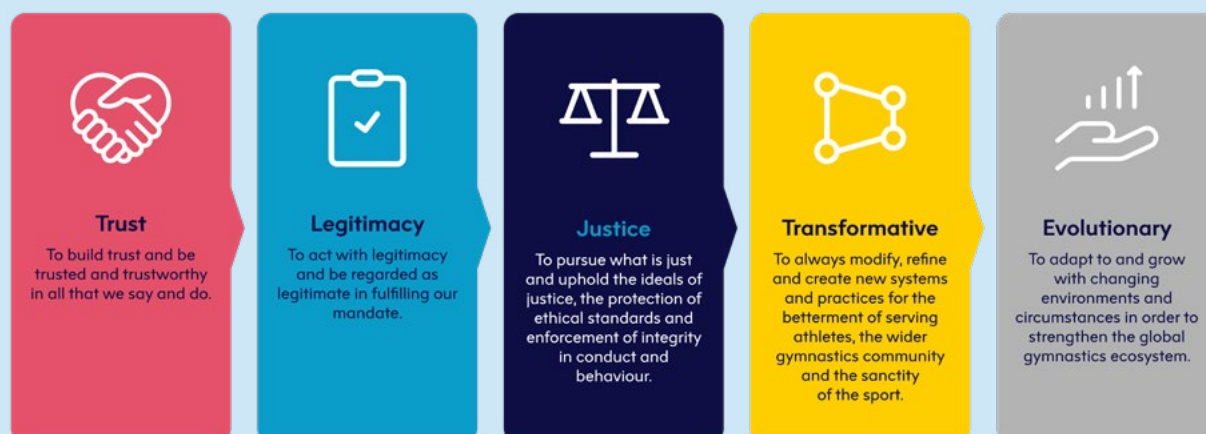 Trust
To build trust and be
trusted and trustworthy
in all that we say and do.
Legitimacy
To act with legitimacy
and be regarded as
legitimate in fulfilling our
mandate.
Justice
To pursue what is just
and uphold the ideals of
justice, the protection of
ethical standards and
enforcement of integrity
in conduct and
behaviour.
Transformative
To always modify, refine
and create new systems
and practices for the
betterment of serving
athletes, the wider
gymnastics community
and the sanctity
of the sport.
Evolutionary
To adapt to and grow
with changing
environments and
circumstances in order to
strengthen the global
gymnastics ecosystem.